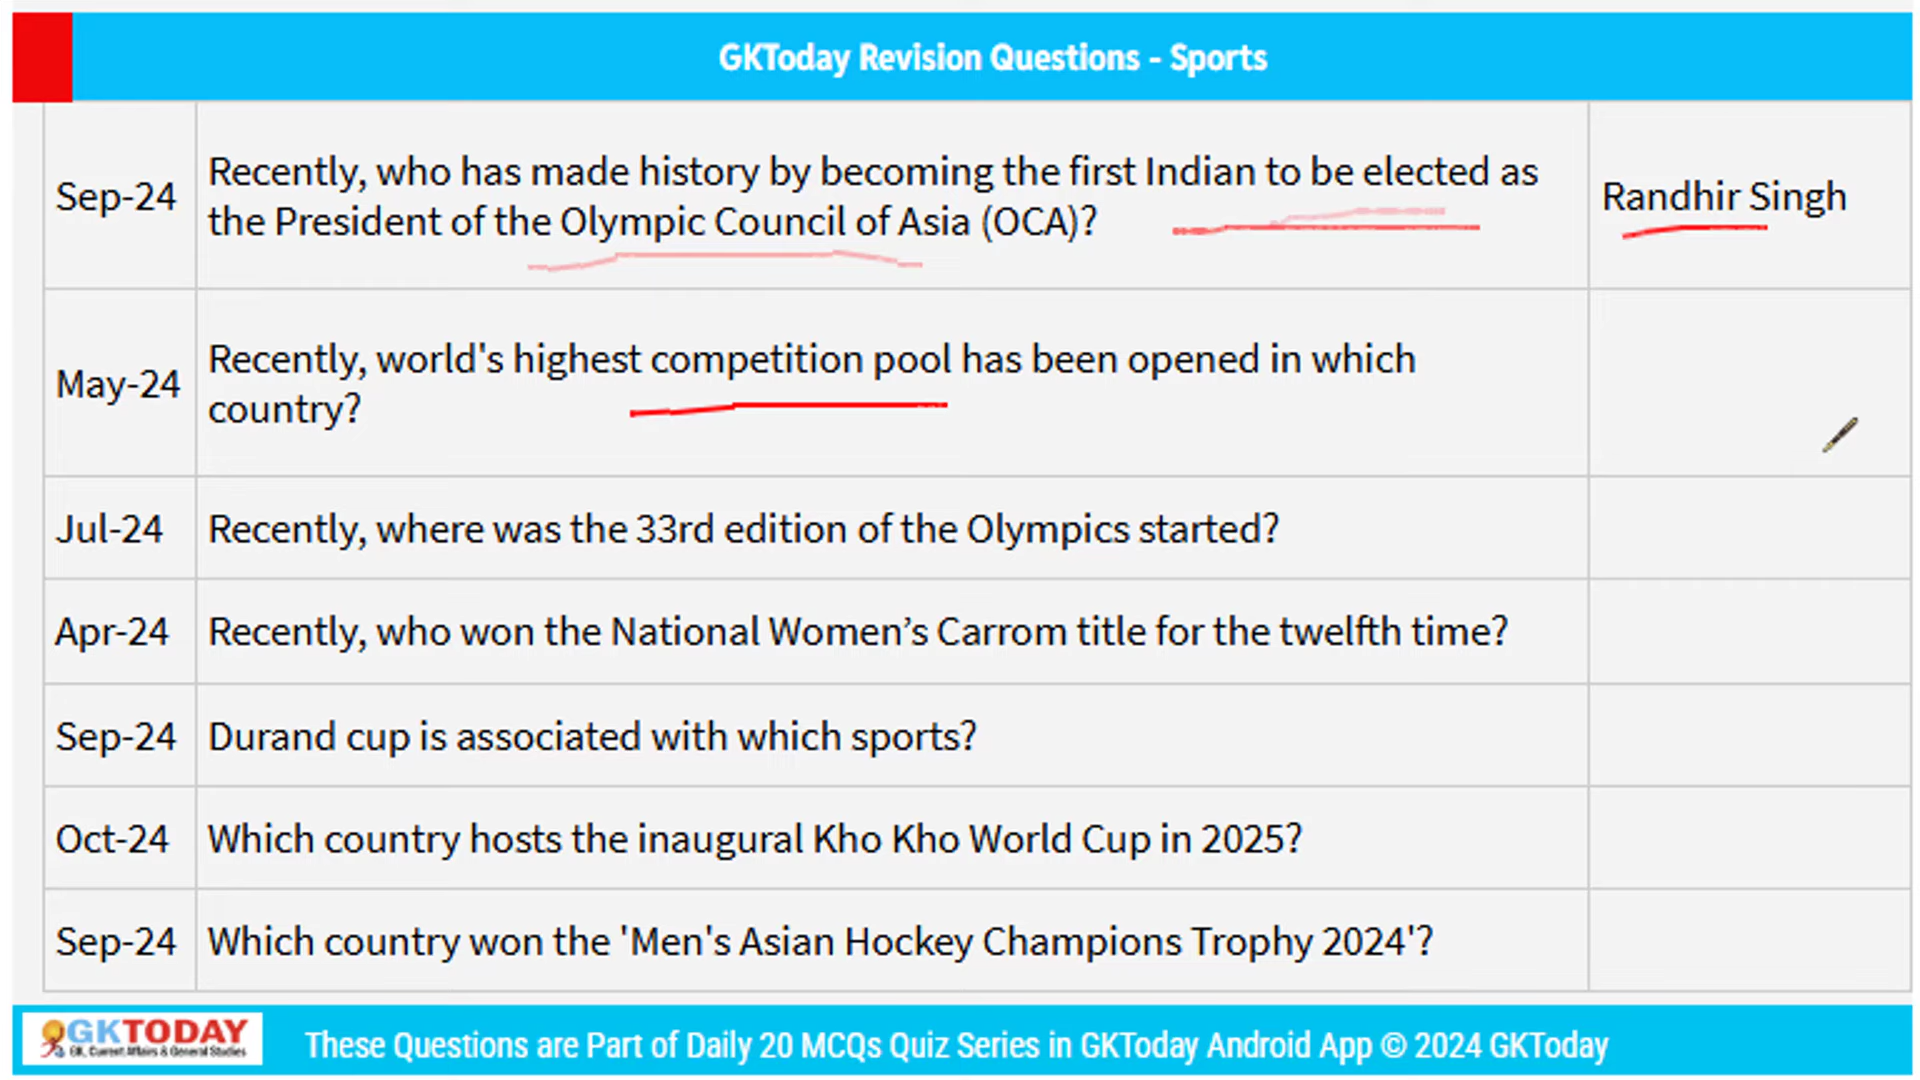 GKToday Revision Questions - Sports
Sep-24
Recently, who has made history by becoming the first Indian to be elected as
the President of the Olympic Council of Asia (OCA)?
Randhir Singh
May-24
Recently, world's highest competition pool has been opened in which
country?
Jul-24
Recently, where was the 33rd edition of the Olympics started?
Apr-24
Recently, who won the National Women’s Carrom title for the twelfth time?
Sep-24
Durand cup is associated with which sports?
Oct-24
Which country hosts the inaugural Kho Kho World Cup in 2025?
Sep-24
Which country won the 'Men's Asian Hockey Champions Trophy 2024'?
GKTODAY
GK, Current Affairs & General Studies
These Questions are Part of Daily 20 MCQs Quiz Series in GKToday Android App © 2024 GKToday